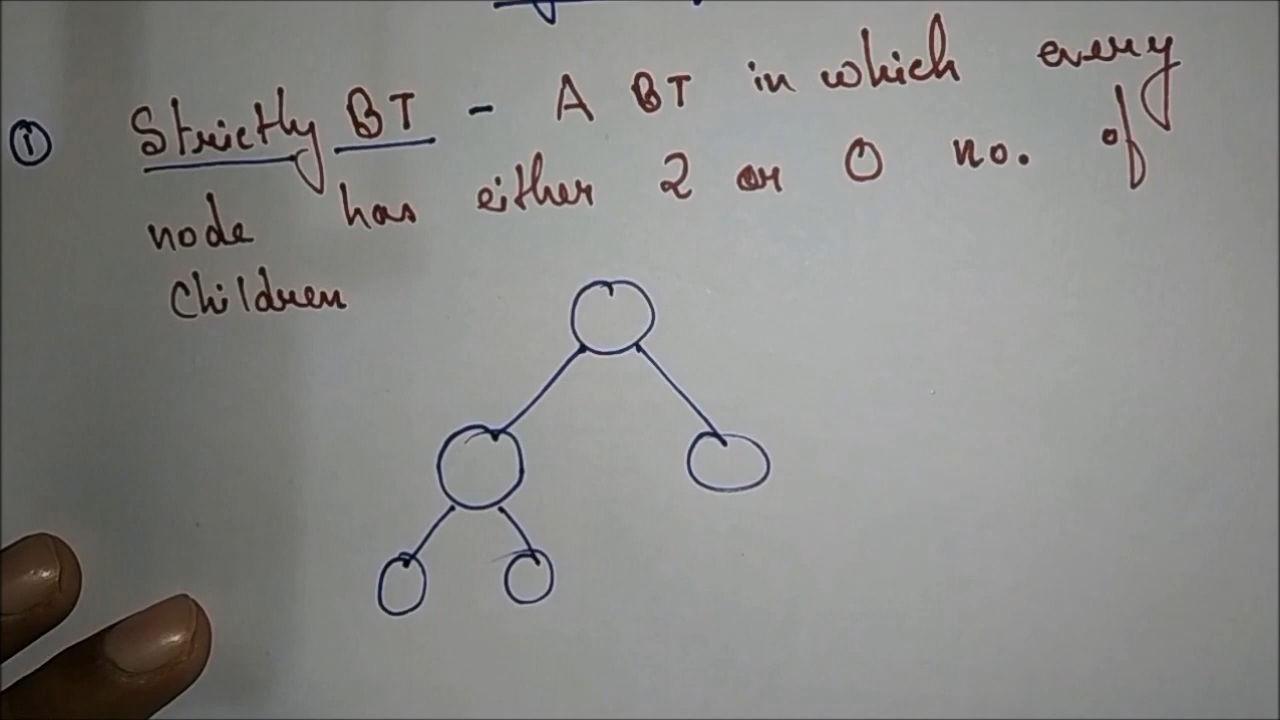 ① Strictly BT - A BT in which every
node has either 2 or 0 no. of
Children